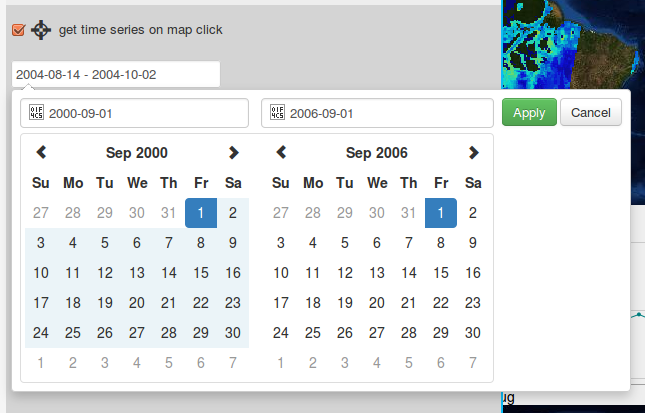 get time series on map click
2004-08-14 - 2004-10-02
2000-09-01 2006-09-01 Apply Cancel
Sep 2000 Sep 2006
Su Mo Tu We Th Fr Sa Su Mo Tu We Th Fr Sa
27 28 29 30 31 1 2 27 28 29 30 31 1 2
3 4 5 6 7 8 9 3 4 5 6 7 8 9
10 11 12 13 14 15 16 10 11 12 13 14 15 16
17 18 19 20 21 22 23 17 18 19 20 21 22 23
24 25 26 27 28 29 30 24 25 26 27 28 29 30
1 2 3 4 5 6 7 1 2 3 4 5 6 7
ug